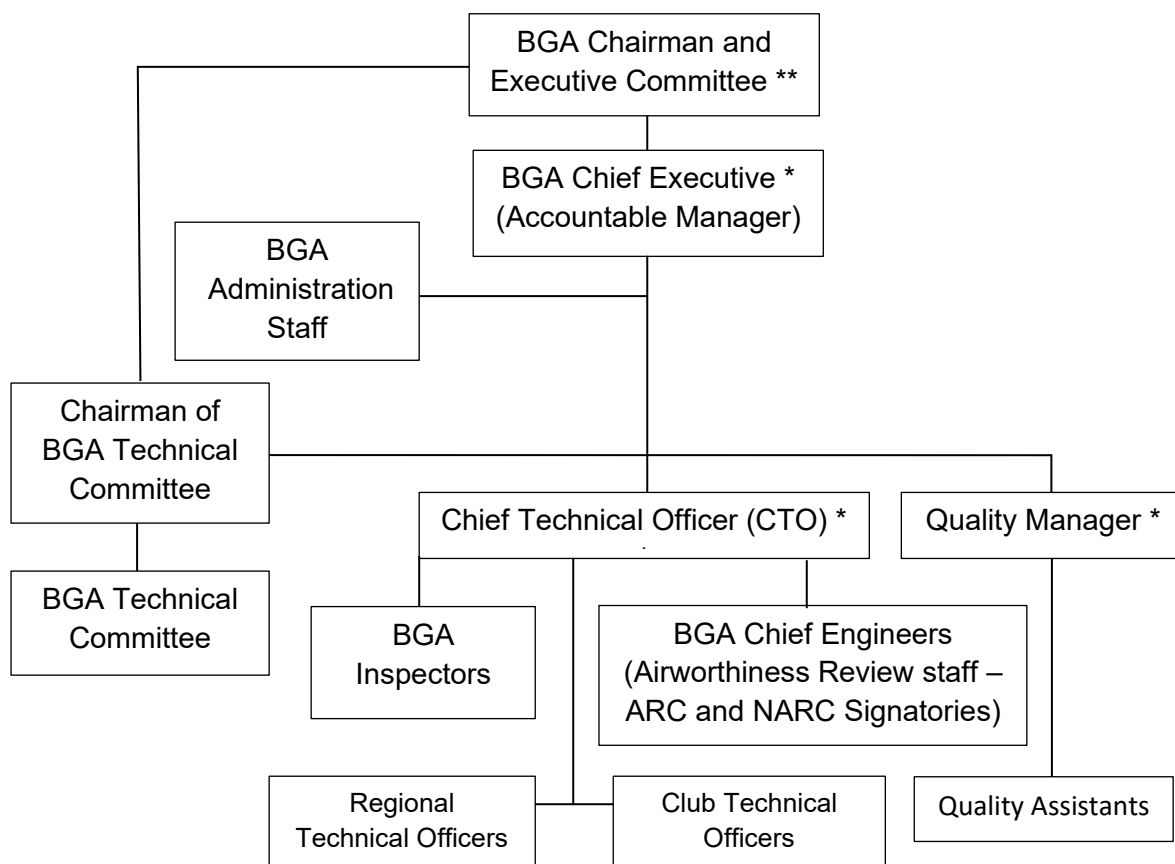 BGA Chairman and
Executive Committee **
BGA Chief Executive *
(Accountable Manager)
BGA
Administration
Staff
Chairman of
BGA Technical
Committee
Chief Technical Officer (CTO) *
.
Quality Manager *
BGA Technical
Committee
BGA
Inspectors
BGA Chief Engineers
(Airworthiness Review staff –
ARC and NARC Signatories)
Regional
Technical Officers
Club Technical
Officers
Quality Assistants